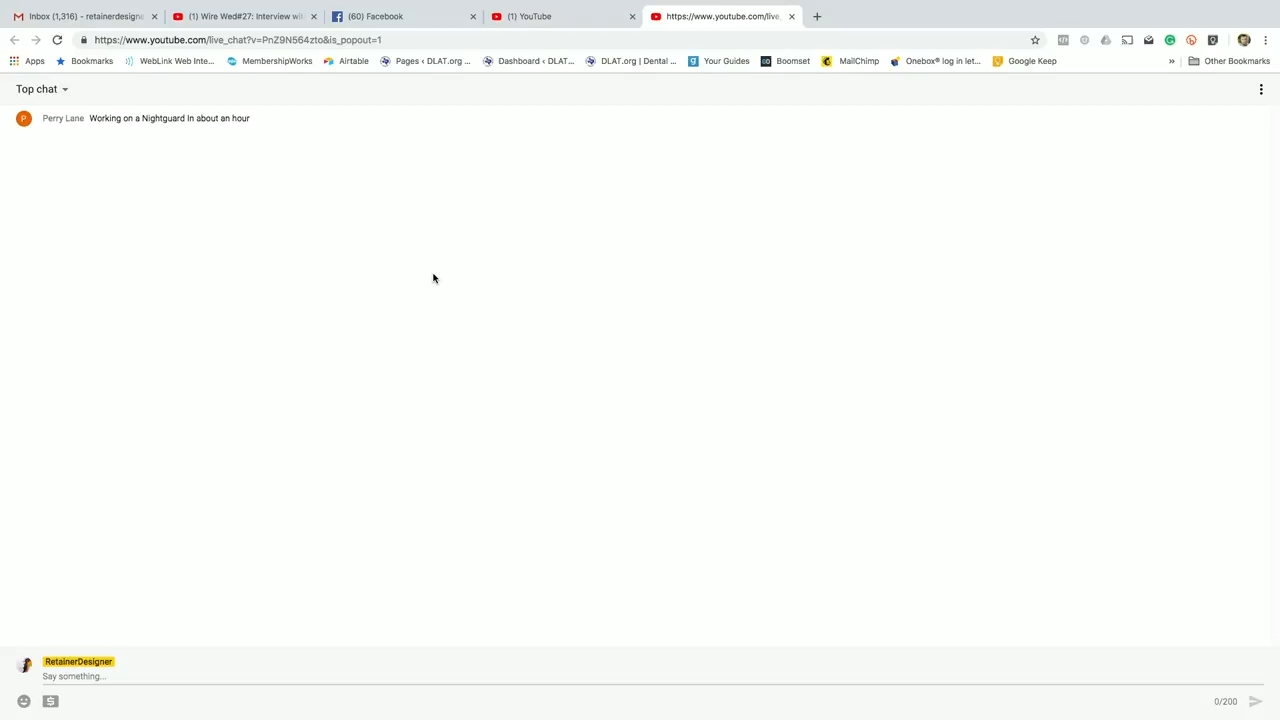 Inbox (1,316) - retainerdesigne
(1) Wire Wed#27: Interview wit
(60) Facebook
(1) YouTube
https://www.youtube.com/live_
https://www.youtube.com/live_chat?v=PnZ9N564zto&is_popout=1
Apps
Bookmarks
WebLink Web Inte...
MembershipWorks
Airtable
Pages ‹ DLAT.org ...
Dashboard ‹ DLAT...
DLAT.org | Dental ...
Your Guides
Boomset
MailChimp
Onebox® log in let...
Google Keep
»
Other Bookmarks
Top chat
P
Perry Lane Working on a Nightguard In about an hour
RetainerDesigner
Say something...
0/200